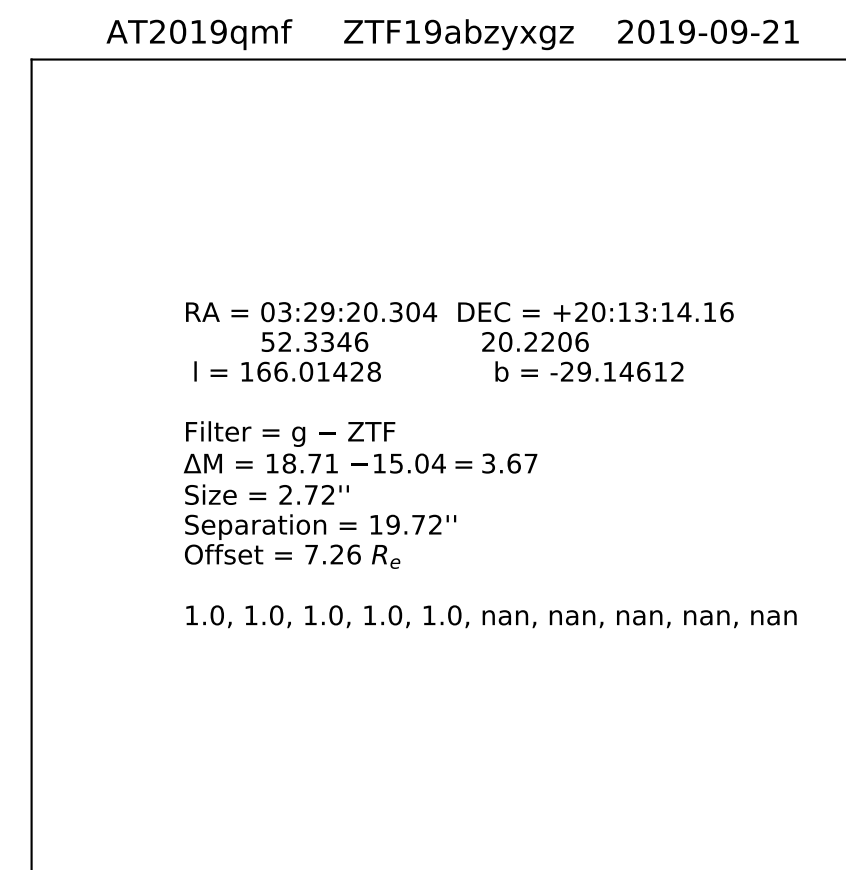 AT2019qmf ZTF19abzyxgz 2019-09-21
RA = 03:29:20.304 DEC = +20:13:14.16
52.3346 20.2206
l = 166.01428 b = -29.14612
Filter = g − ZTF
ΔM = 18.71 −15.04 = 3.67
Size = 2.72''
Separation = 19.72''
Offset = 7.26 Re
1.0, 1.0, 1.0, 1.0, 1.0, nan, nan, nan, nan, nan